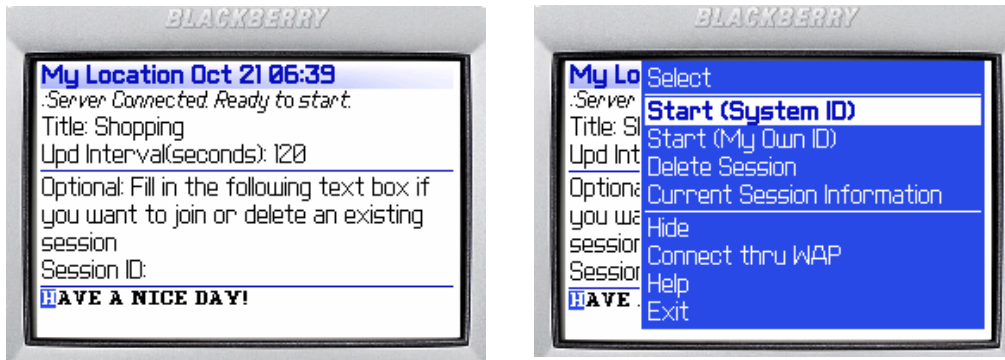 BLACKBERRY
My Location Oct 21 06:39
:Server Connected. Ready to start.
Title: Shopping
Upd Interval(seconds): 120
Optional: Fill in the following text box if
you want to join or delete an existing
session
Session ID:
HAVE A NICE DAY!
BLACKBERRY
My Lo
:Server
Title: Sh
Upd Int
Optiona
you wa
session
Session
HAVE
Select
Start (System ID)
Start (My Own ID)
Delete Session
Current Session Information
Hide
Connect thru WAP
Help
Exit